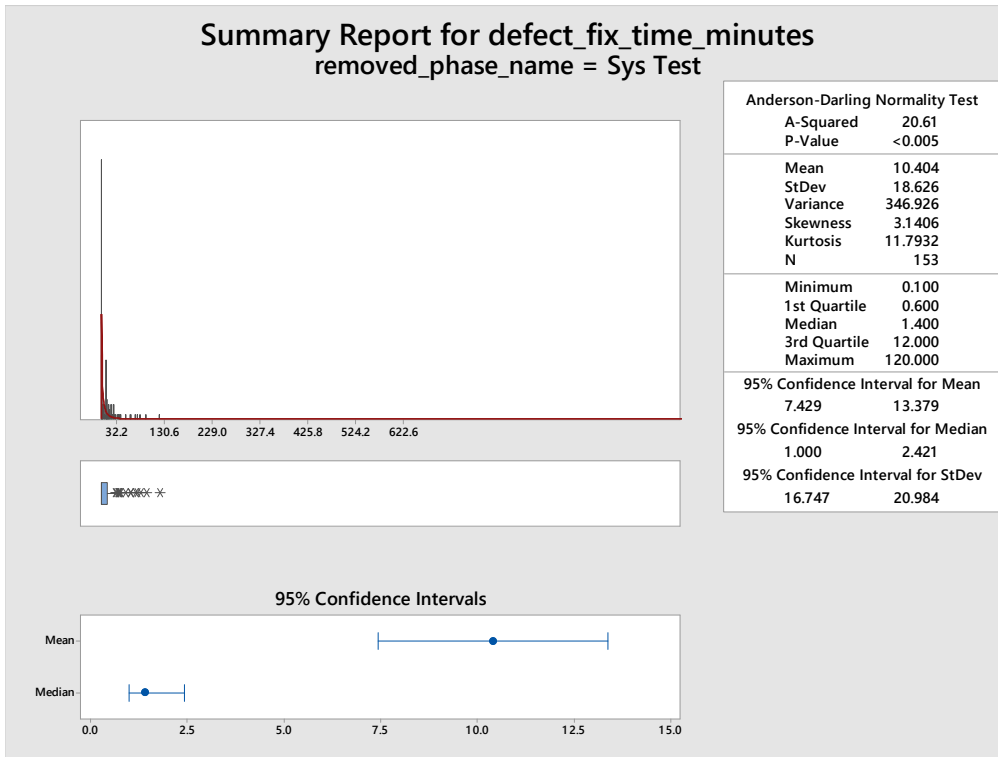 Summary Report for defect_fix_time_minutes
removed_phase_name = Sys Test
Anderson-Darling Normality Test
A-Squared 20.61
P-Value <0.005
Mean 10.404
StDev 18.626
Variance 346.926
Skewness 3.1406
Kurtosis 11.7932
N 153
Minimum 0.100
1st Quartile 0.600
Median 1.400
3rd Quartile 12.000
Maximum 120.000
95% Confidence Interval for Mean
7.429 13.379
95% Confidence Interval for Median
1.000 2.421
95% Confidence Interval for StDev
16.747 20.984
32.2 130.6 229.0 327.4 425.8 524.2 622.6
95% Confidence Intervals
Mean
Median
0.0 2.5 5.0 7.5 10.0 12.5 15.0